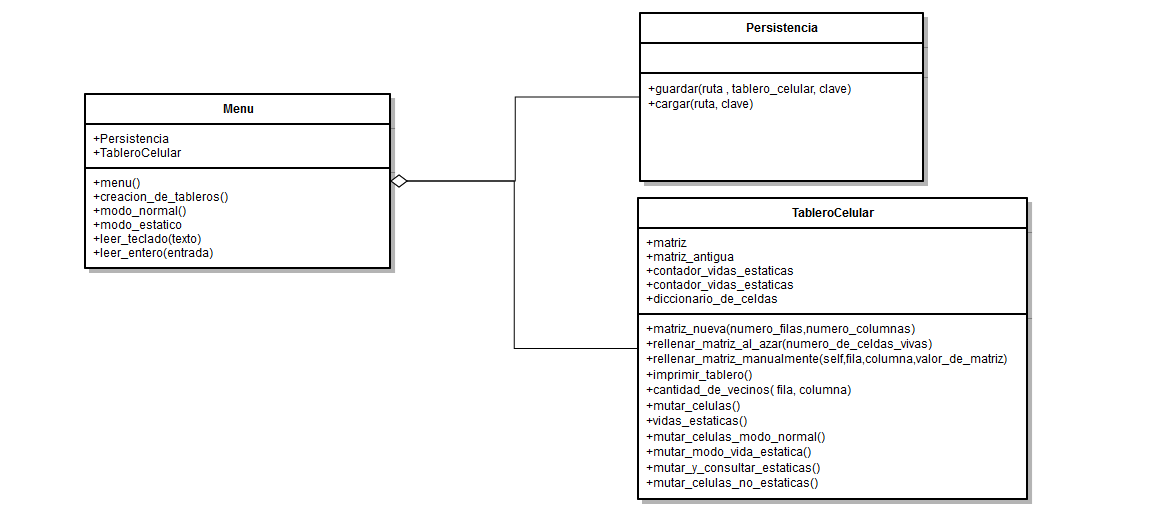 Menu
+Persistencia
+TableroCelular
+menu()
+creacion_de_tableros()
+modo_normal()
+modo_estatico
+leer_teclado(texto)
+leer_entero(entrada)
Persistencia
+guardar(ruta , tablero_celular, clave)
+cargar(ruta, clave)
TableroCelular
+matriz
+matriz_antigua
+contador_vidas_estaticas
+contador_vidas_estaticas
+diccionario_de_celdas
+matriz_nueva(numero_filas,numero_columnas)
+rellenar_matriz_al_azar(numero_de_celdas_vivas)
+rellenar_matriz_manualmente(self,fila,columna,valor_de_matriz)
+imprimir_tablero()
+cantidad_de_vecinos( fila, columna)
+mutar_celulas()
+vidas_estaticas()
+mutar_celulas_modo_normal()
+mutar_modo_vida_estatica()
+mutar_y_consultar_estaticas()
+mutar_celulas_no_estaticas()